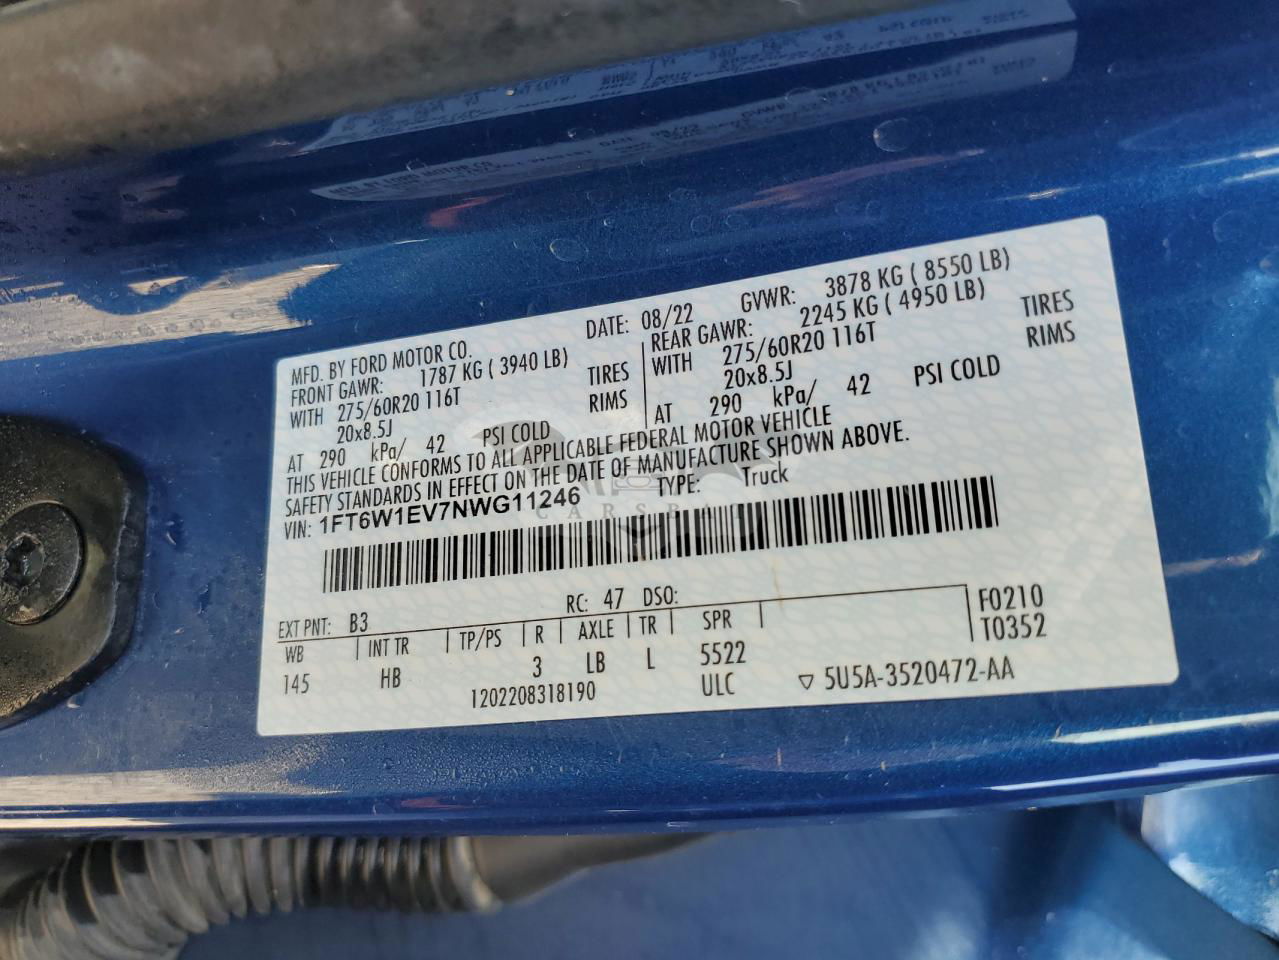 MFD. BY FORD MOTOR CO.
DATE: 08/22 GVWR: 3878 KG ( 8550 LB)
FRONT GAWR: 1787 KG ( 3940 LB)
REAR GAWR: 2245 KG ( 4950 LB)
WITH 275/60R20 116T TIRES
WITH 275/60R20 116T TIRES
20x8.5J RIMS
20x8.5J RIMS
AT 290 kPa/ 42 PSI COLD
AT 290 kPa/ 42 PSI COLD
THIS VEHICLE CONFORMS TO ALL APPLICABLE FEDERAL MOTOR VEHICLE
SAFETY STANDARDS IN EFFECT ON THE DATE OF MANUFACTURE SHOWN ABOVE.
VIN: 1FT6W1EV7NWG11246 TYPE: Truck
EXT PNT: B3 RC: 47 DSO:
WB INT TR TP/PS R AXLE TR SPR
145 HB 3 LB L 5522
F0210
T0352
1202208318190 ULC ▽ 5U5A-3520472-AA